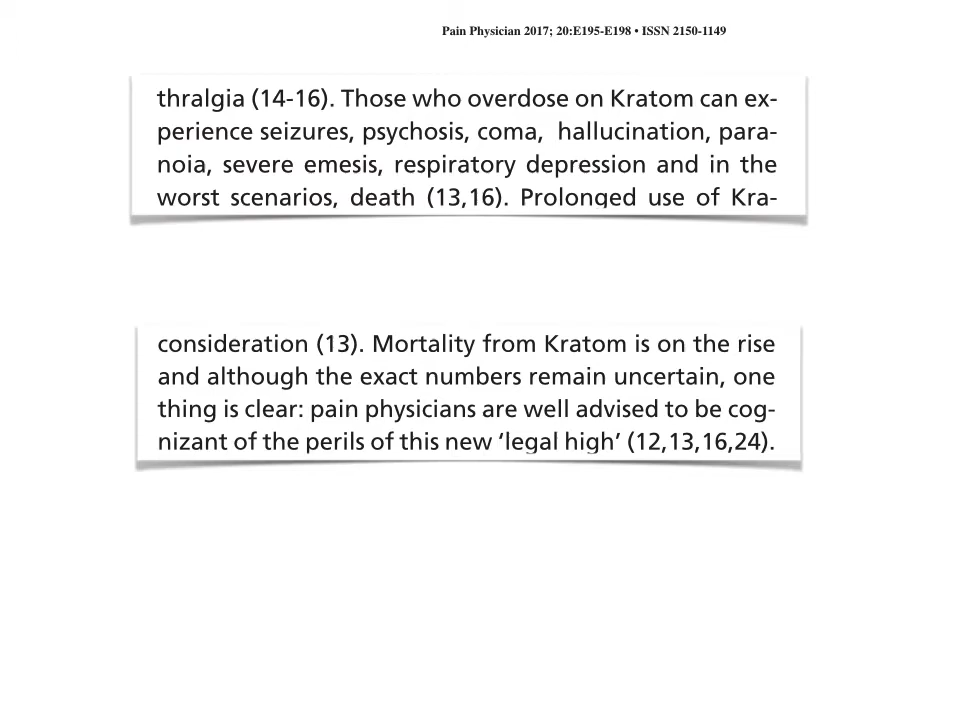 Pain Physician 2017; 20:E195-E198 • ISSN 2150-1149
thralgia (14-16). Those who overdose on Kratom can ex-
perience seizures, psychosis, coma, hallucination, para-
noia, severe emesis, respiratory depression and in the
worst scenarios, death (13,16). Prolonged use of Kra-
consideration (13). Mortality from Kratom is on the rise
and although the exact numbers remain uncertain, one
thing is clear: pain physicians are well advised to be cog-
nizant of the perils of this new ‘legal high’ (12,13,16,24).